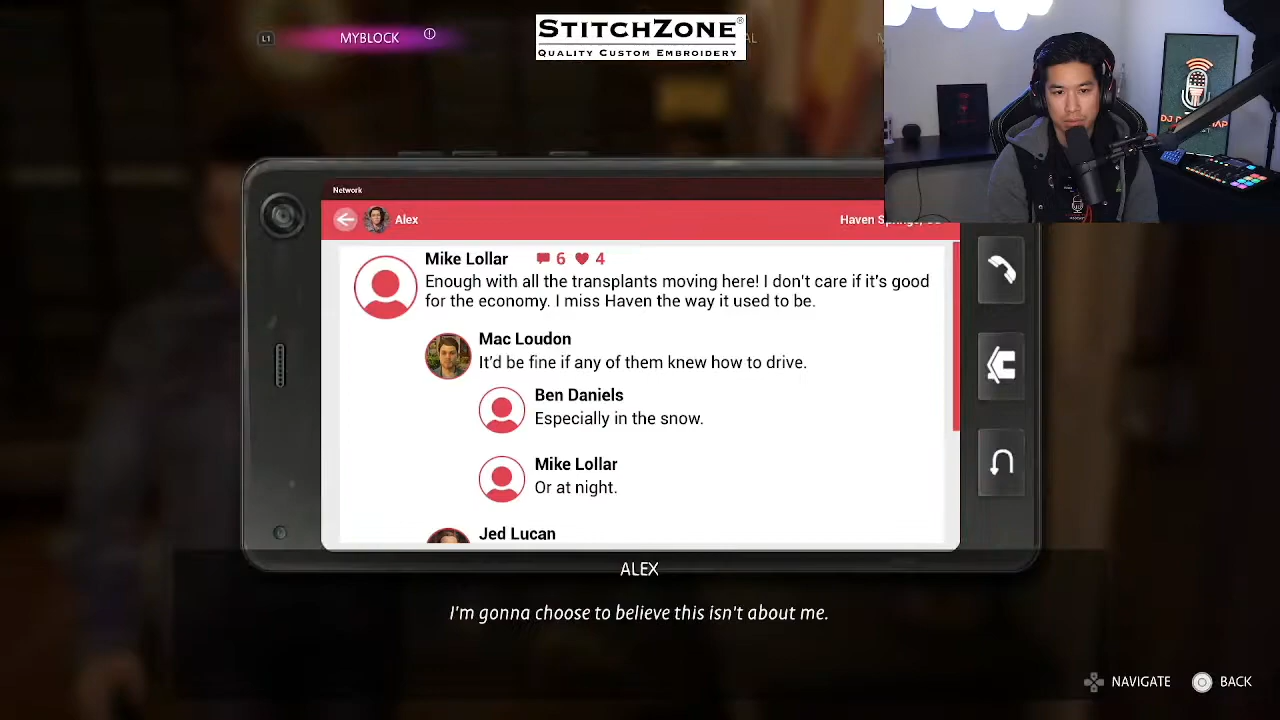 L1
MYBLOCK
STITCHZONE®
QUALITY CUSTOM EMBROIDERY
Network
Alex
Haven
Mike Lollar 6 4
Enough with all the transplants moving here! I don't care if it's good
for the economy. I miss Haven the way it used to be.
Mac Loudon
It'd be fine if any of them knew how to drive.
Ben Daniels
Especially in the snow.
Mike Lollar
Or at night.
Jed Lucan
ALEX
I'm gonna choose to believe this isn't about me.
NAVIGATE
BACK